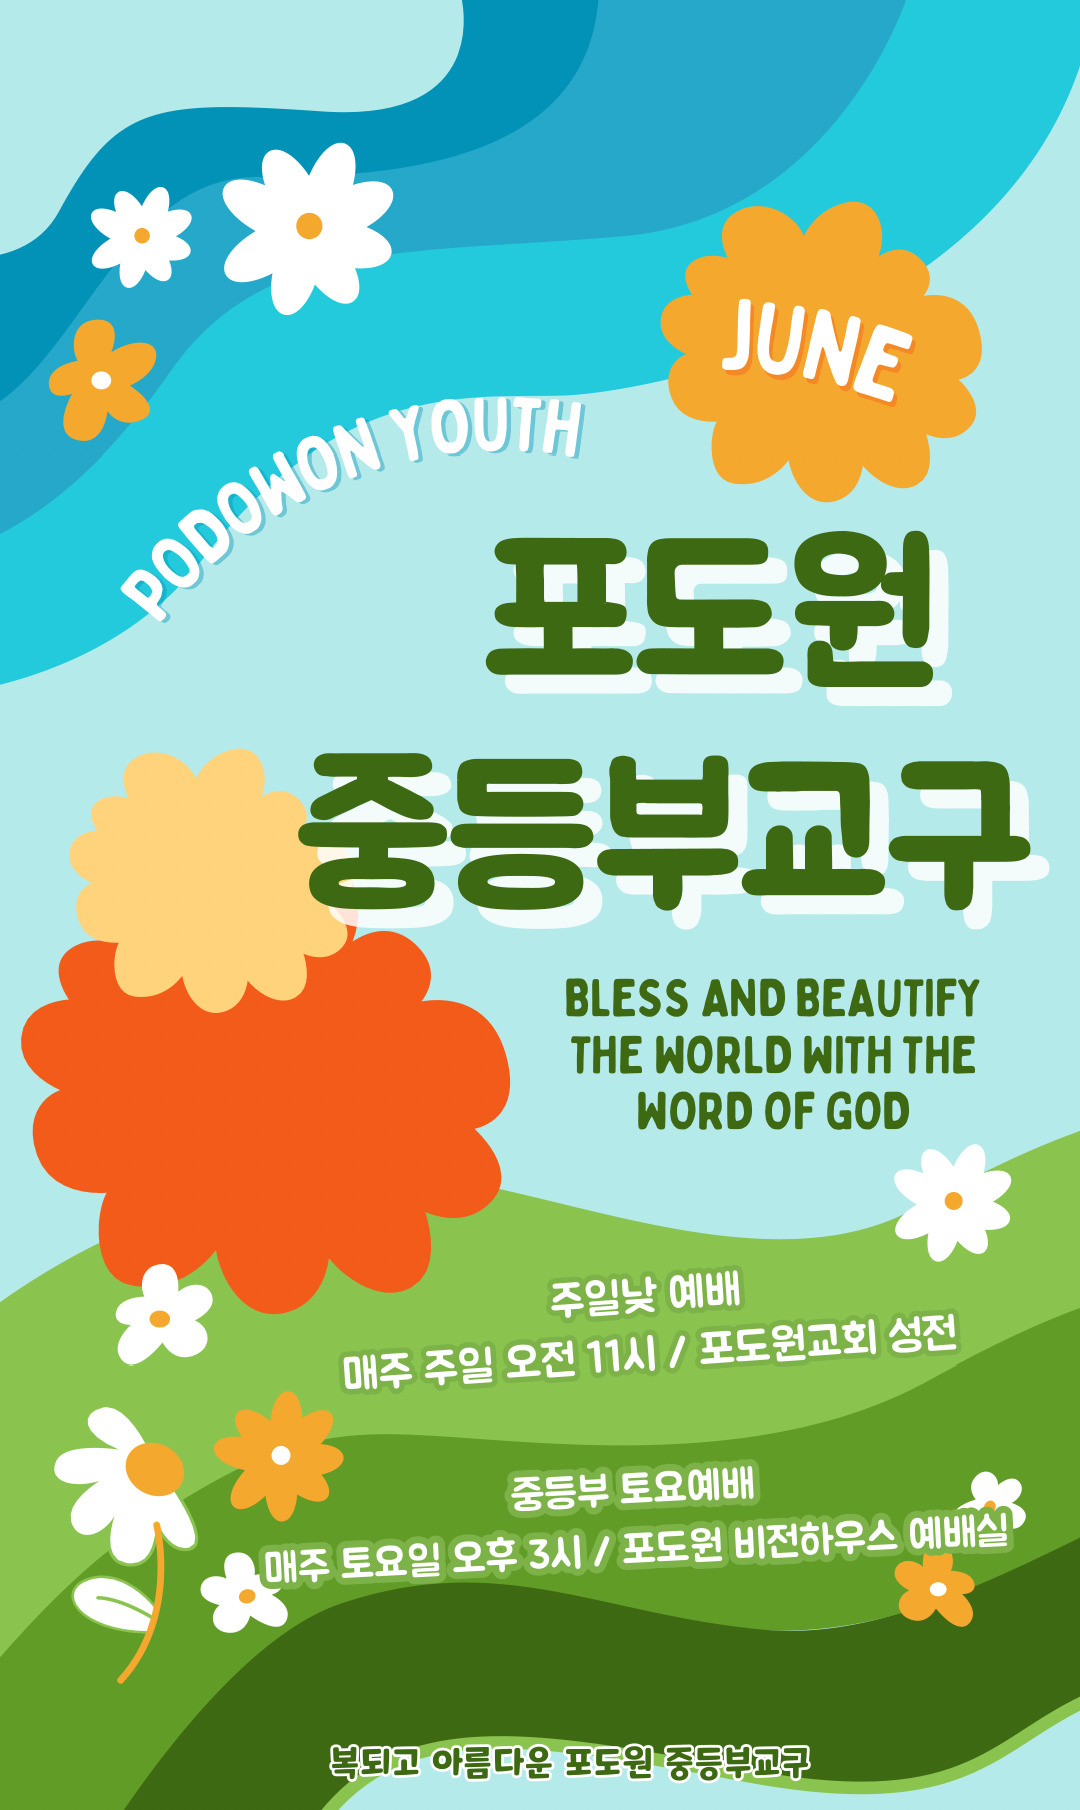 JUNE
PODOWON YOUTH
포도원
중등부교구
BLESS AND BEAUTIFY
THE WORLD WITH THE
WORD OF GOD
주일낮 예배
매주 주일 오전 11시 / 포도원교회 성전
중등부 토요예배
매주 토요일 오후 3시 / 포도원 비전하우스 예배실
복되고 아름다운 포도원 중등부교구